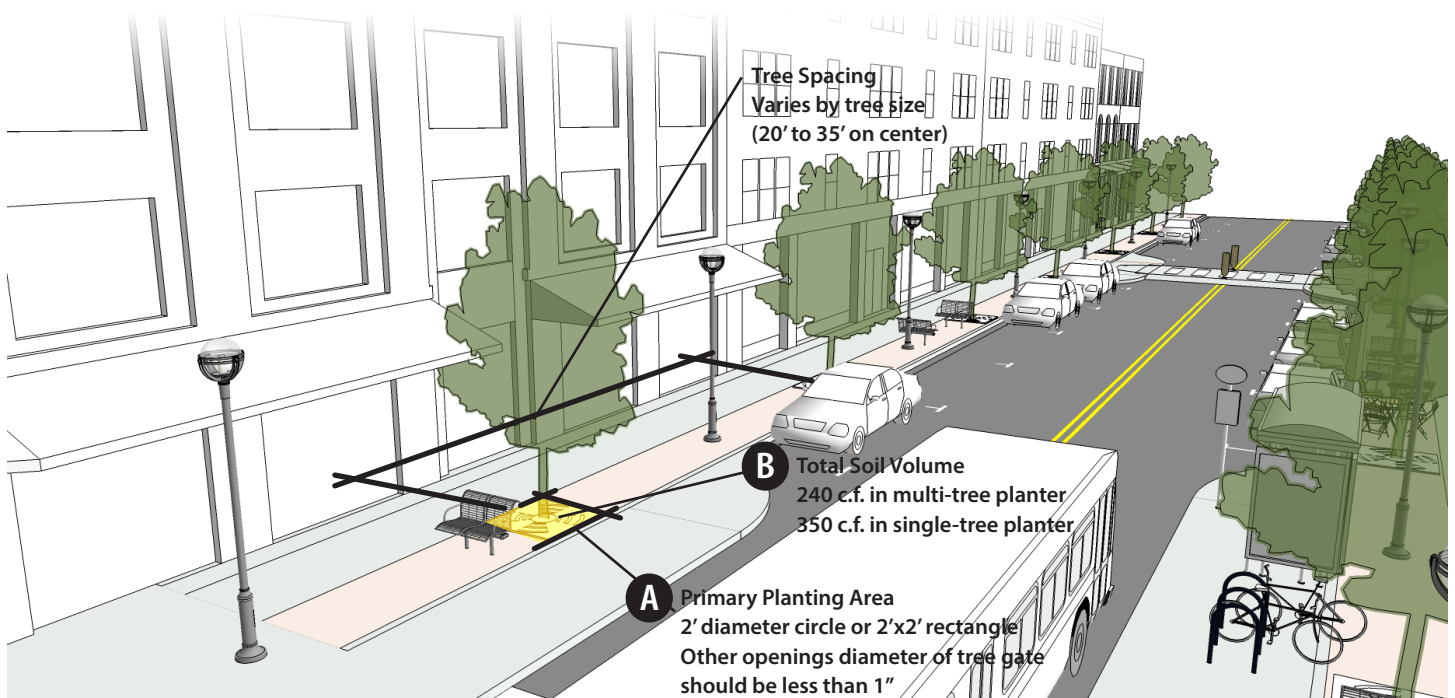 Tree Spacing
Varies by tree size
(20’ to 35’ on center)
B
Total Soil Volume
240 c.f. in multi-tree planter
350 c.f. in single-tree planter
A
Primary Planting Area
2’ diameter circle or 2’x2’ rectangle
Other openings diameter of tree gate
should be less than 1”